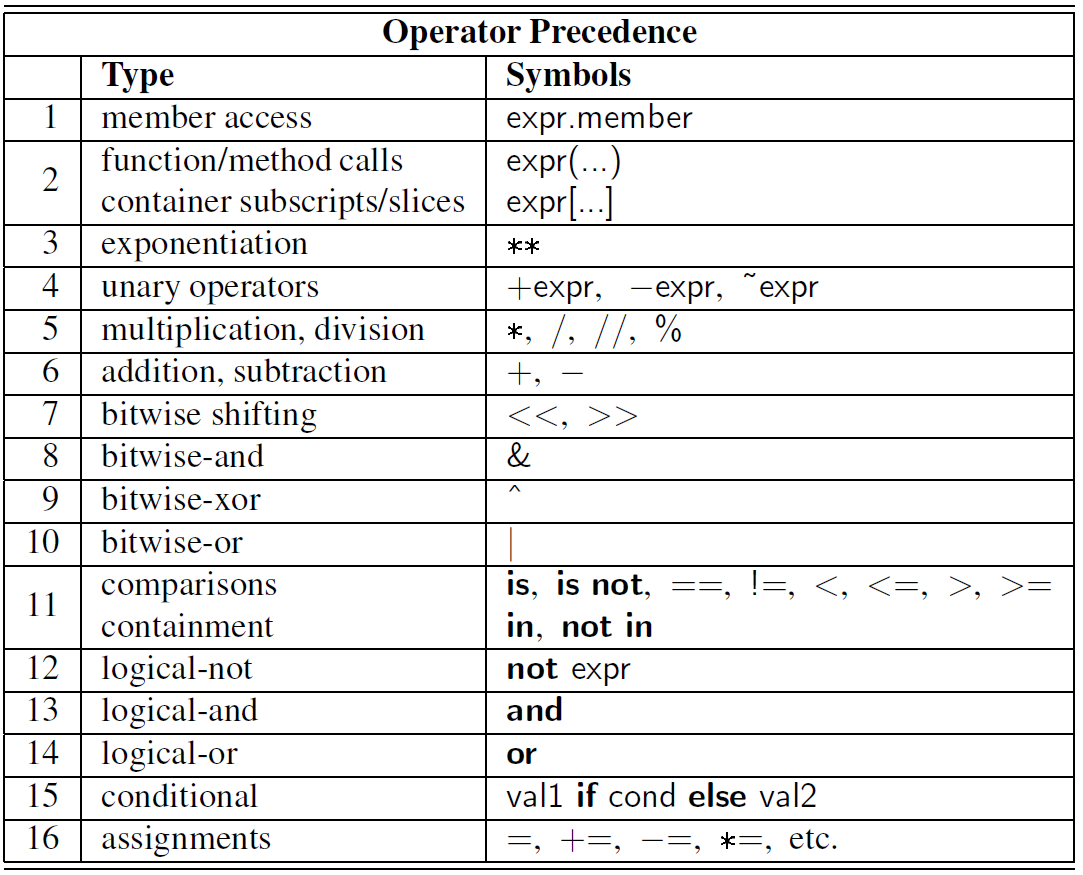 Operator Precedence
Type Symbols
1 member access expr.member
2 function/method calls expr(...)
container subscripts/slices expr[...]
3 exponentiation **
4 unary operators +expr, −expr, ˜expr
5 multiplication, division *, /, //, %
6 addition, subtraction +, −
7 bitwise shifting <<, >>
8 bitwise-and &
9 bitwise-xor ^
10 bitwise-or |
11 comparisons is, is not, ==, !=, <, <=, >, >=
containment in, not in
12 logical-not not expr
13 logical-and and
14 logical-or or
15 conditional val1 if cond else val2
16 assignments =, +=, −=, *=, etc.